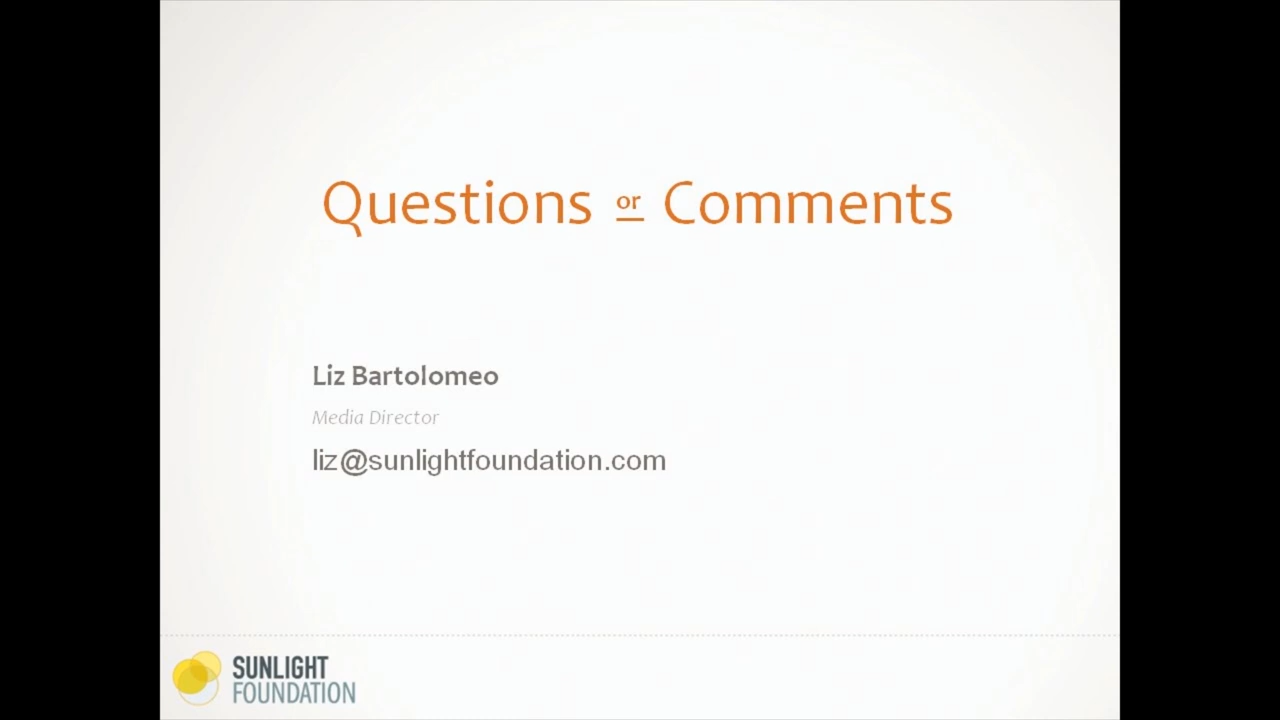 Questions or Comments
Liz Bartolomeo
Media Director
liz@sunlightfoundation.com
SUNLIGHT
FOUNDATION